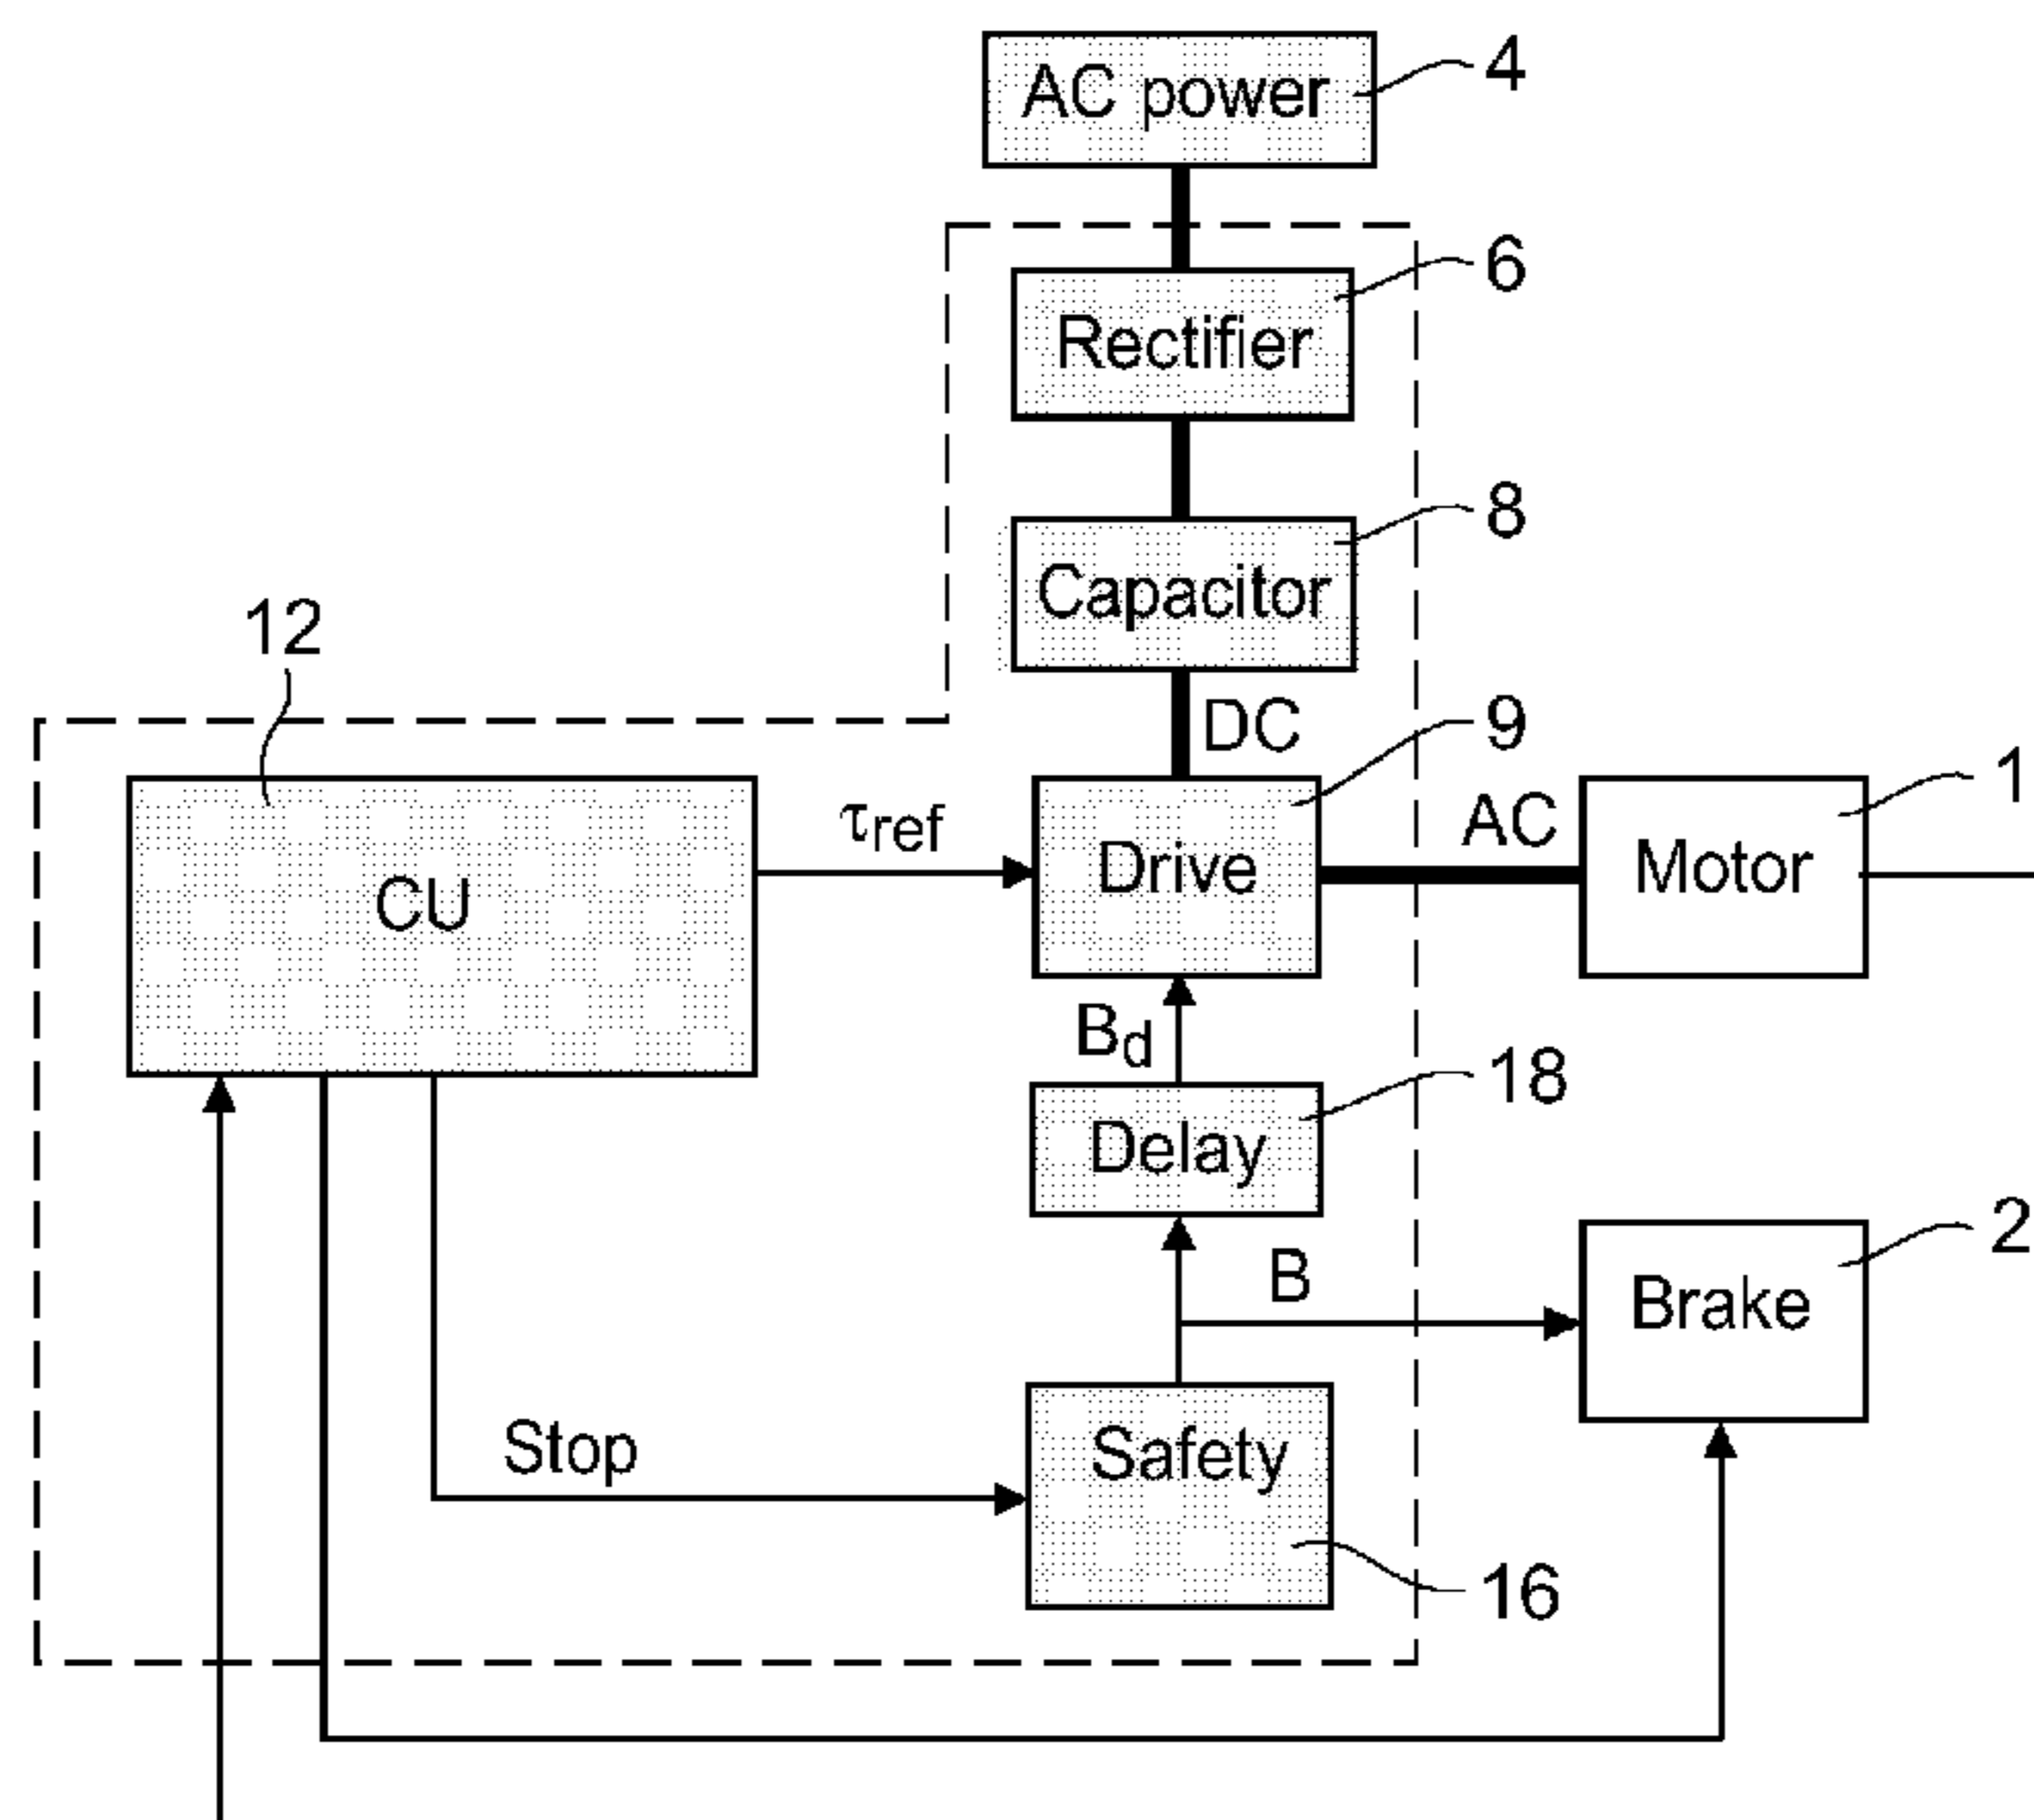 AC power
4
Rectifier
6
Capacitor
8
12
DC
9
CU
τref
Drive
AC
Motor
1
Bd
Delay
18
B
Brake
2
Stop
Safety
16